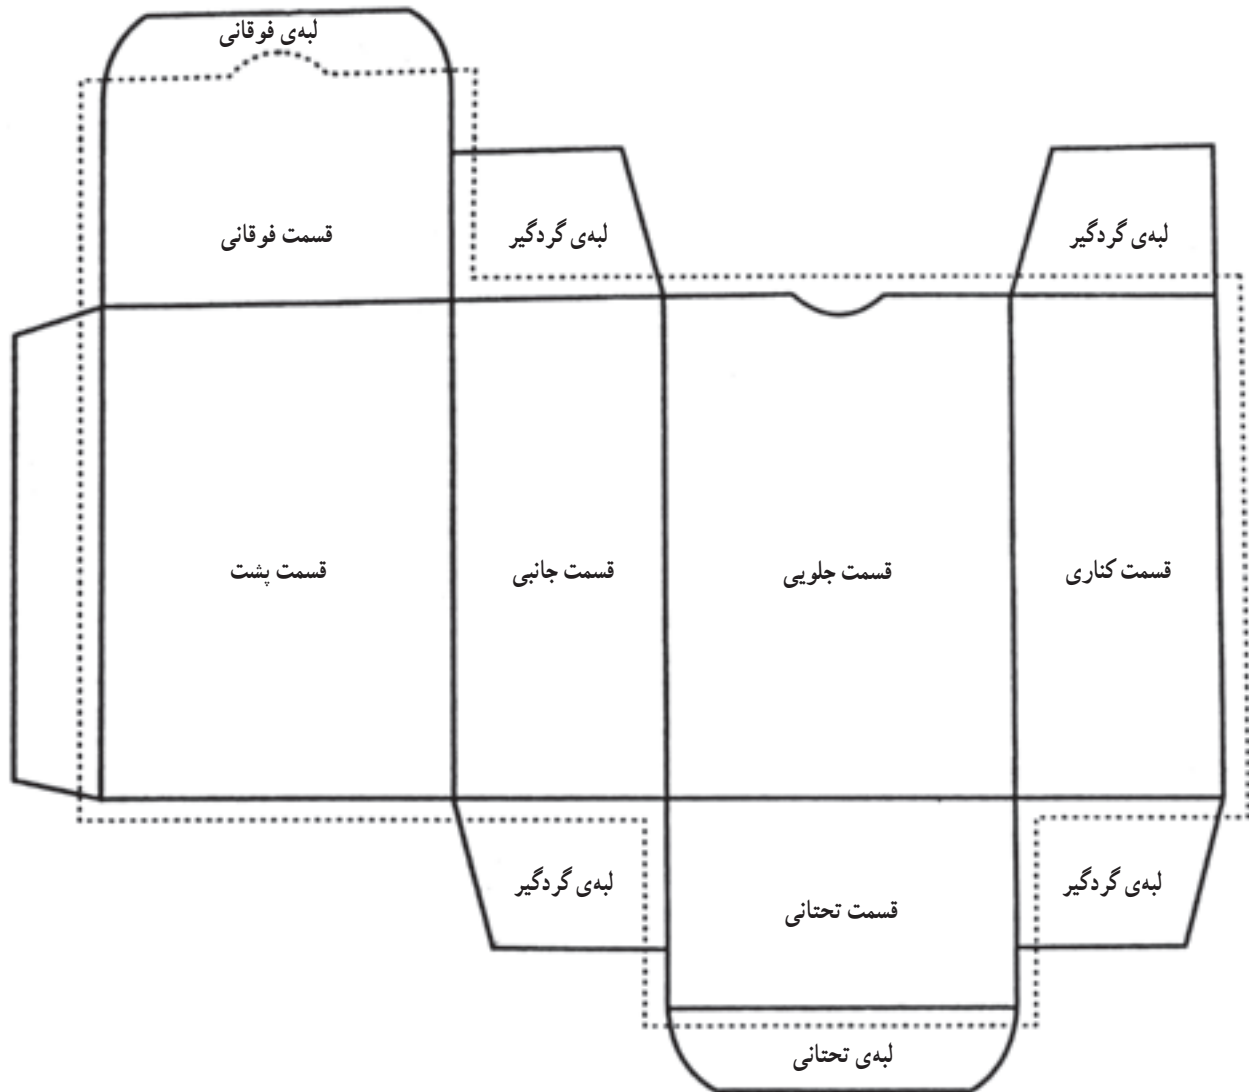 لبه‌ی فوقانی
قسمت فوقانی
لبه‌ی گردگیر
لبه‌ی گردگیر
قسمت پشت
قسمت جانبی
قسمت جلویی
قسمت کناری
لبه‌ی گردگیر
قسمت تحتانی
لبه‌ی گردگیر
لبه‌ی تحتانی